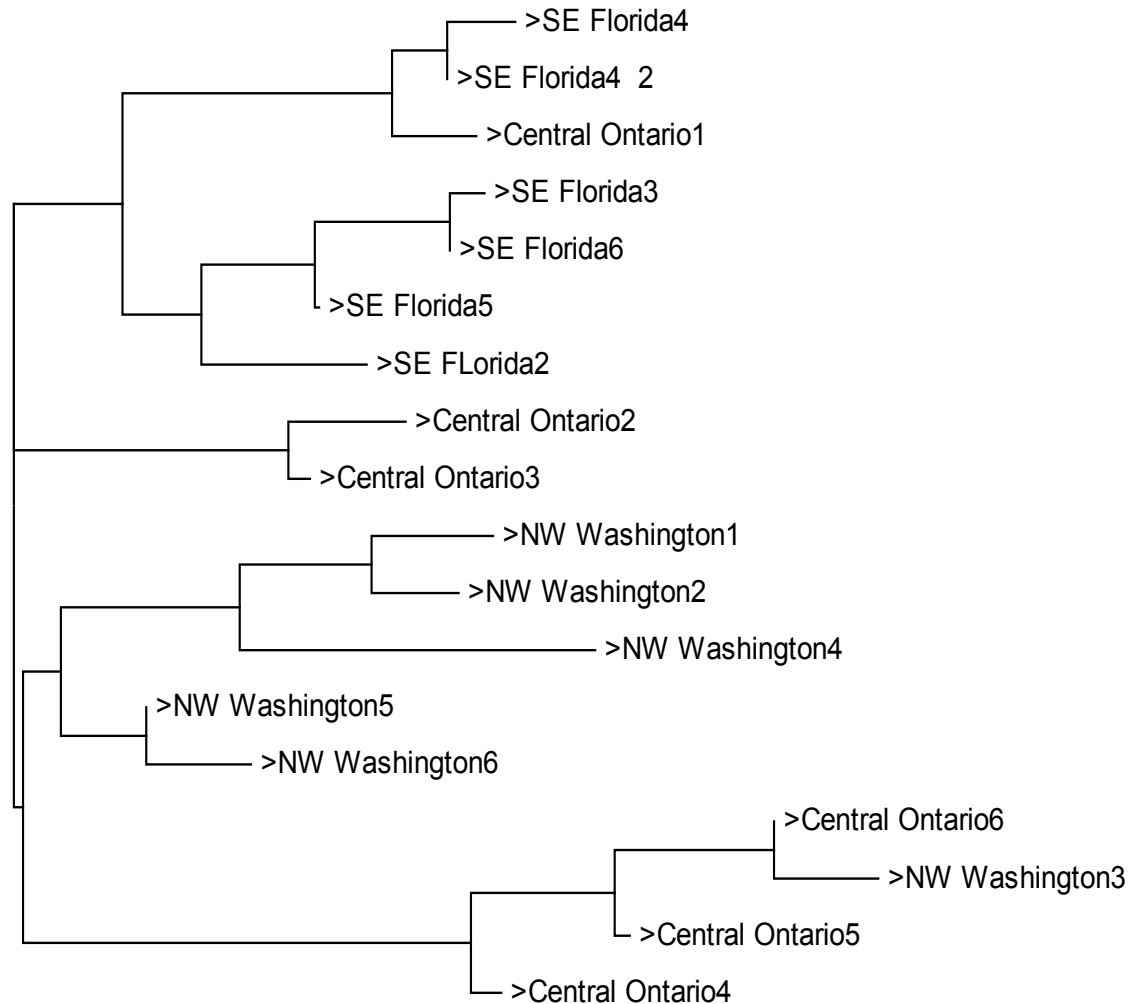 >SE Florida4
>SE Florida4 2
>Central Ontario1
>SE Florida3
>SE Florida6
>SE Florida5
>SE FLorida2
>Central Ontario2
>Central Ontario3
>NW Washington1
>NW Washington2
>NW Washington4
>NW Washington5
>NW Washington6
>Central Ontario6
>NW Washington3
>Central Ontario5
>Central Ontario4